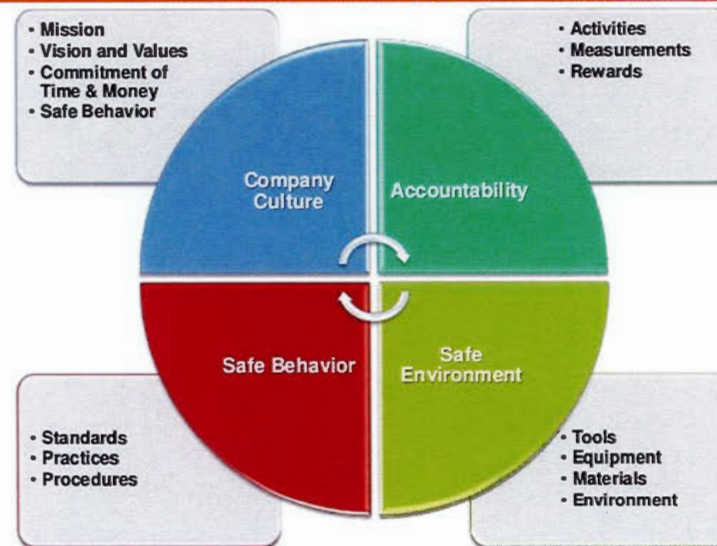 • Mission
• Vision and Values
• Commitment of
Time & Money
• Safe Behavior
• Activities
• Measurements
• Rewards
Company
Culture
Accountability
Safe Behavior
Safe
Environment
• Standards
• Practices
• Procedures
• Tools
• Equipment
• Materials
• Environment